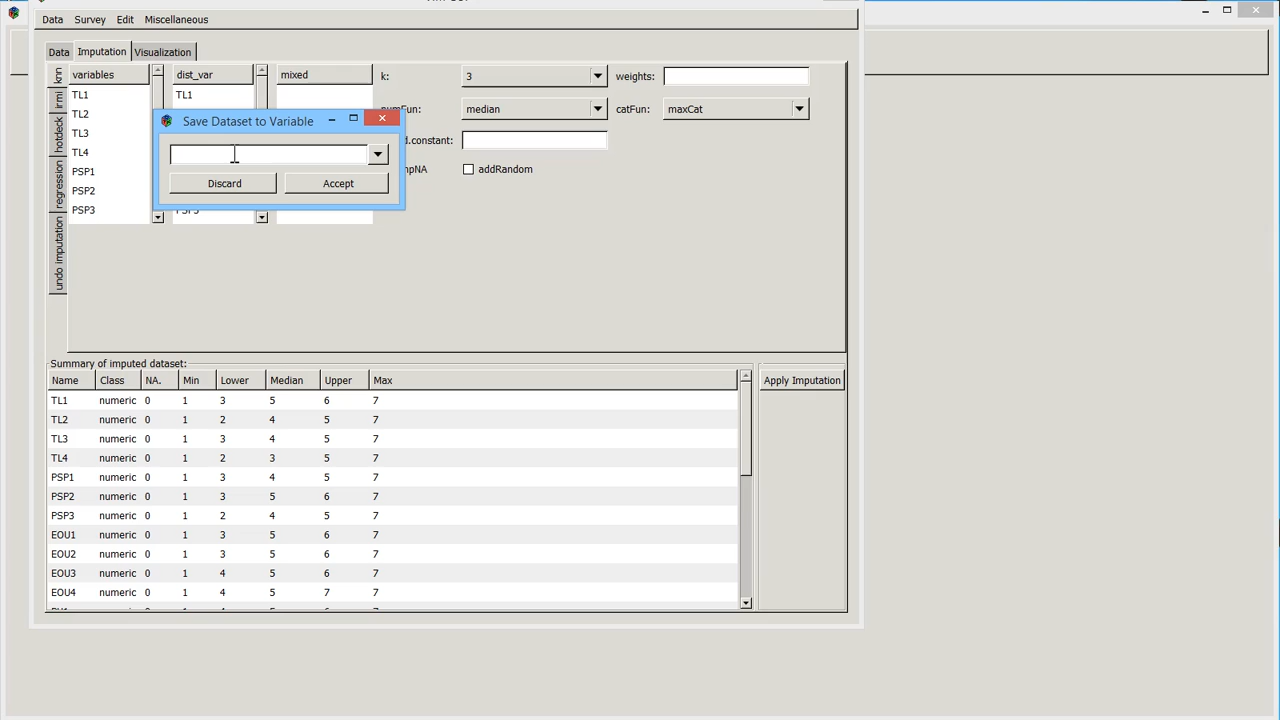 Data Survey Edit Miscellaneous
Data Imputation Visualization
knn
irmi
hotdeck
regression
undo imputation
variables dist_var mixed k: 3 weights:
TL1 TL1
TL2
TL3
TL4
PSP1
PSP2
PSP3
median catFun: maxCat
addRandom
Save Dataset to Variable
Discard Accept
Summary of imputed dataset:
Name Class NA. Min Lower Median Upper Max Apply Imputation
TL1 numeric 0 1 3 5 6 7
TL2 numeric 0 1 2 4 5 7
TL3 numeric 0 1 3 4 5 7
TL4 numeric 0 1 2 3 5 7
PSP1 numeric 0 1 3 4 5 7
PSP2 numeric 0 1 3 5 6 7
PSP3 numeric 0 1 2 4 5 7
EOU1 numeric 0 1 3 5 6 7
EOU2 numeric 0 1 3 5 6 7
EOU3 numeric 0 1 4 5 6 7
EOU4 numeric 0 1 4 5 7 7